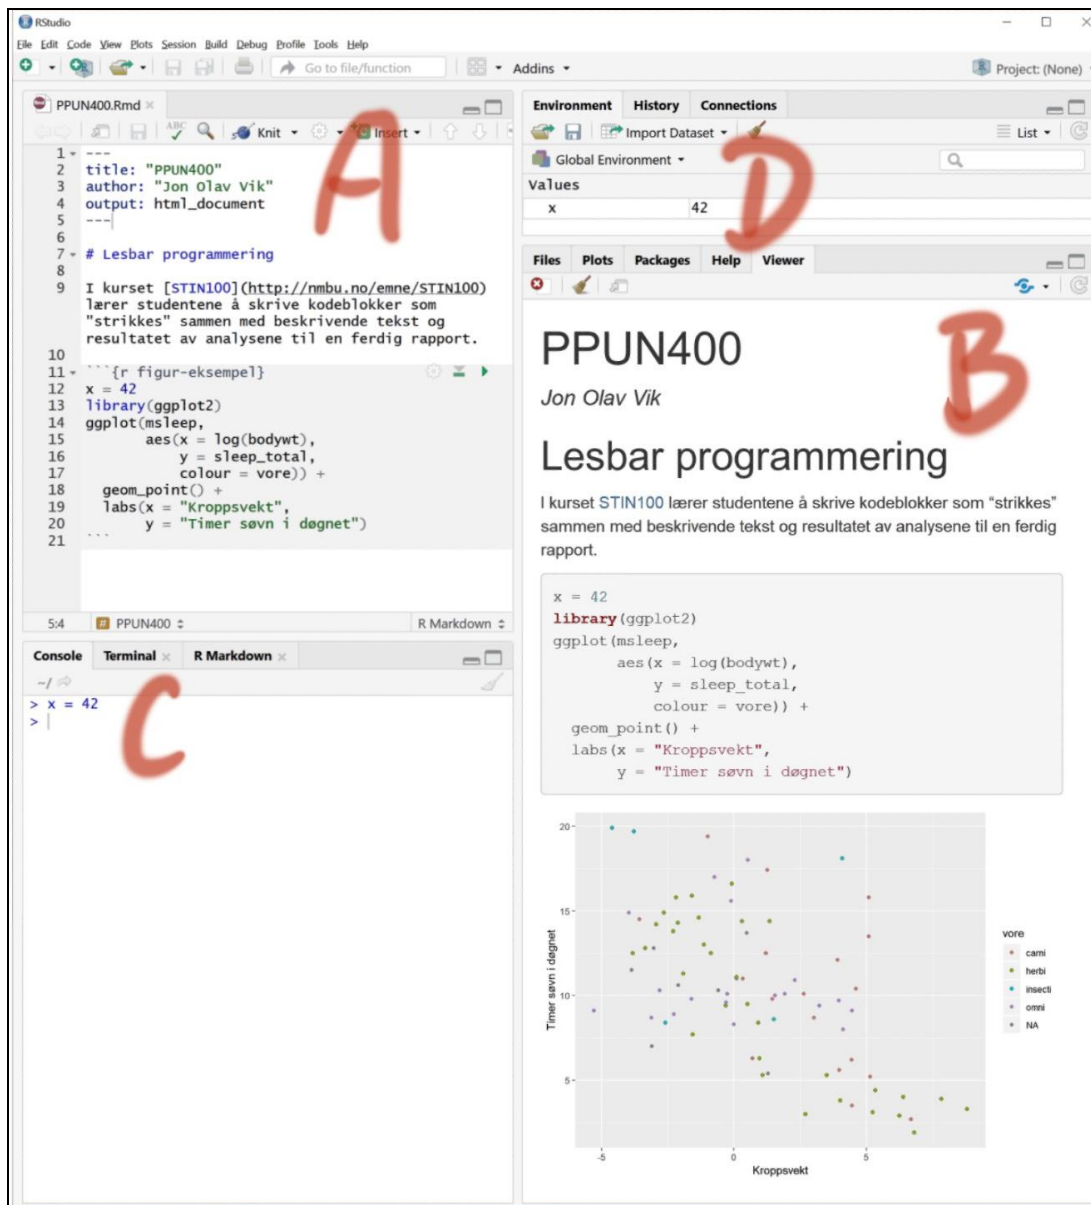 RStudio
File Edit Code View Plots Session Build Debug Profile Tools Help
Go to file/function Addins Project: (None)
PPUN400.Rmd
ABC Knit Insert
A
1 ---
2 title: "PPUN400"
3 author: "Jon Olav Vik"
4 output: html_document
5 ---
6
7 # Lesbar programmering
8
9 I kurset [STIN100](http://nmbu.no/emne/STIN100)
lærer studentene å skrive kodeblokker som
"strikkes" sammen med beskrivende tekst og
resultatet av analysene til en ferdig rapport.
10
11 ```{r figur-eksempel}
12 x = 42
13 library(ggplot2)
14 ggplot(msleep,
15 aes(x = log(bodywt),
16 y = sleep_total,
17 colour = vore)) +
18 geom_point() +
19 labs(x = "Kroppsvekt",
20 y = "Timer søvn i døgnet")
21 ```
5:4 PPUN400 R Markdown
Console Terminal R Markdown
~/
C
> x = 42
>
Environment History Connections
Import Dataset List
Global Environment
D
Values
x 42
Files Plots Packages Help Viewer
B
PPUN400
Jon Olav Vik
Lesbar programmering
I kurset STIN100 lærer studentene å skrive kodeblokker som “strikkes”
sammen med beskrivende tekst og resultatet av analysene til en ferdig
rapport.
x = 42
library(ggplot2)
ggplot(msleep,
aes(x = log(bodywt),
y = sleep_total,
colour = vore)) +
geom_point() +
labs(x = "Kroppsvekt",
y = "Timer søvn i døgnet")
20
15
10
5
Timer søvn i døgnet
-5 0 5
Kroppsvekt
vore
carni
herbi
insecti
omni
NA